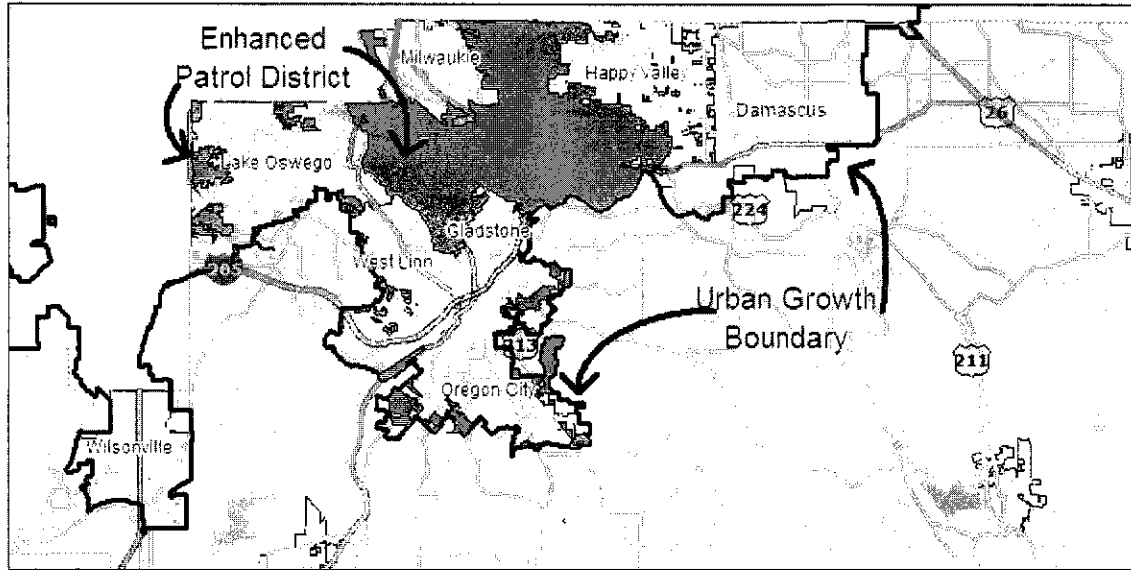 Enhanced
Patrol District
Milwaukie
Happy Valley
Damascus
26
Lake Oswego
224
Gladstone
West Linn
205
Urban Growth
Boundary
213
211
Oregon City
Wilsonville